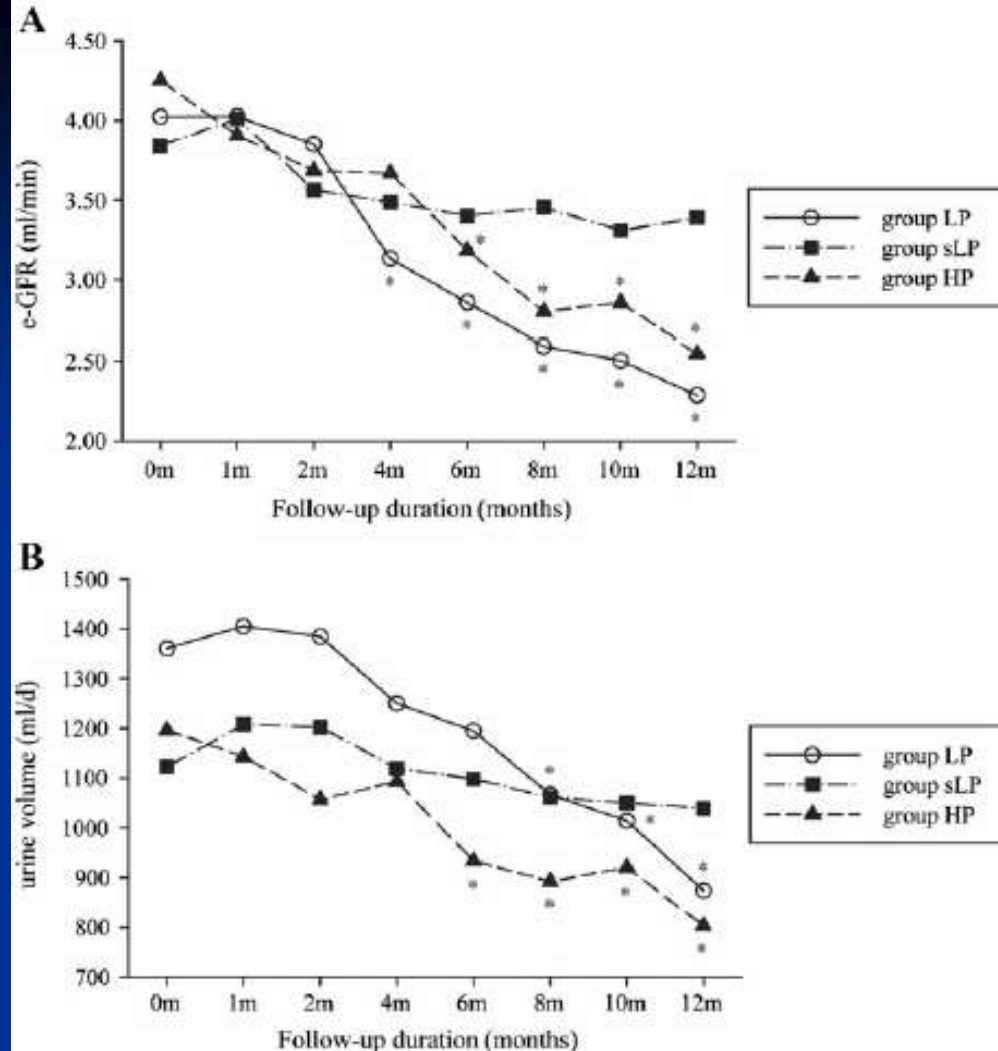 A
4.50
4.00
3.50
3.00
2.50
2.00
e-GFR (ml/min)
* * * * * * * * *
0m 1m 2m 4m 6m 8m 10m 12m
Follow-up duration (months)
group LP
group sLP
group HP
B
1500
1400
1300
1200
1100
1000
900
800
700
urine volume (ml/d)
* * * * * * *
0m 1m 2m 4m 6m 8m 10m 12m
Follow-up duration (months)
group LP
group sLP
group HP